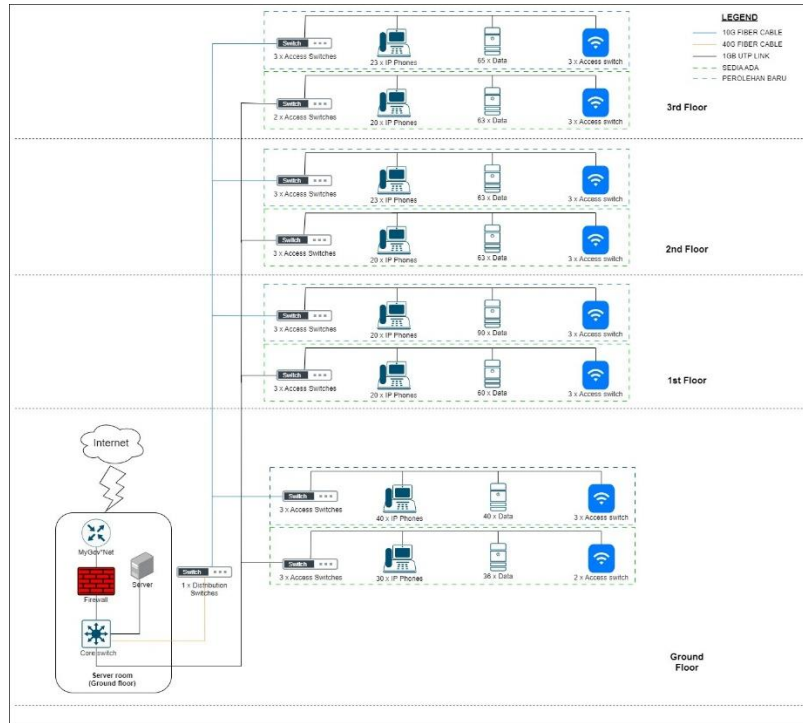 LEGEND
10G FIBER CABLE
40G FIBER CABLE
1GB UTP LINK
SEDIA ADA
PEROLEHAN BARU
Switch
3 x Access Switches
23 x IP Phones
65 x Data
3 x Access switch
Switch
2 x Access Switches
20 x IP Phones
63 x Data
3 x Access switch
3rd Floor
Switch
3 x Access Switches
23 x IP Phones
63 x Data
3 x Access switch
Switch
3 x Access Switches
20 x IP Phones
63 x Data
3 x Access switch
2nd Floor
Switch
3 x Access Switches
20 x IP Phones
90 x Data
3 x Access switch
Switch
3 x Access Switches
20 x IP Phones
60 x Data
3 x Access switch
1st Floor
Internet
Switch
3 x Access Switches
40 x IP Phones
40 x Data
3 x Access switch
MyGov*Net
Server
Firewall
Switch
1 x Distribution
Switches
Switch
3 x Access Switches
30 x IP Phones
36 x Data
2 x Access switch
Core switch
Server room
(Ground floor)
Ground
Floor